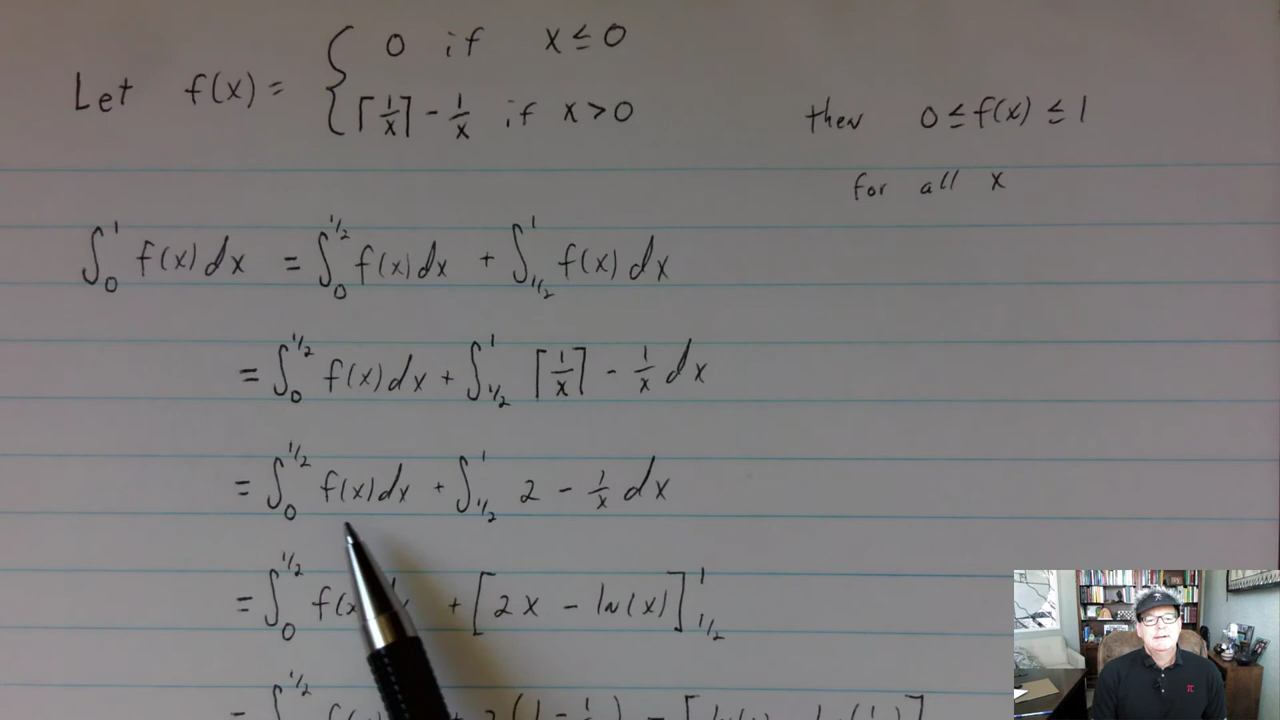 Let f(x) = { 0 if x ≤ 0
⌈1/x⌉ - 1/x if x > 0
then 0 ≤ f(x) ≤ 1
for all x
∫₀¹ f(x) dx = ∫₀^{1/2} f(x) dx + ∫_{1/2}^1 f(x) dx
= ∫₀^{1/2} f(x) dx + ∫_{1/2}^1 ⌈1/x⌉ - 1/x dx
= ∫₀^{1/2} f(x) dx + ∫_{1/2}^1 2 - 1/x dx
= ∫₀^{1/2} f(x + [2x - ln(x)]_{1/2}^1
= ∫^{1/2}
π